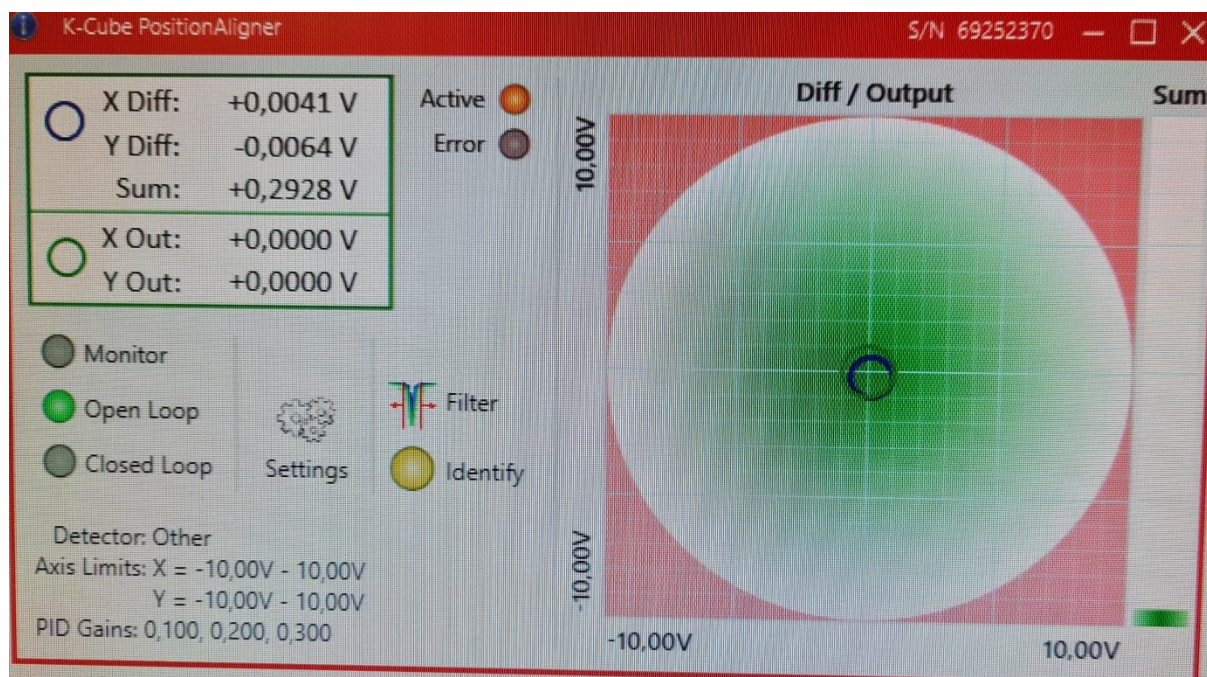 K-Cube PositionAligner
S/N 69252370
X Diff: +0,0041 V
Y Diff: -0,0064 V
Sum: +0,2928 V
X Out: +0,0000 V
Y Out: +0,0000 V
Active
Error
Monitor
Open Loop
Closed Loop
Settings
Filter
Identify
Detector: Other
Axis Limits: X = -10,00V - 10,00V
Y = -10,00V - 10,00V
PID Gains: 0,100, 0,200, 0,300
Diff / Output
Sum
10,00V
-10,00V
-10,00V
10,00V